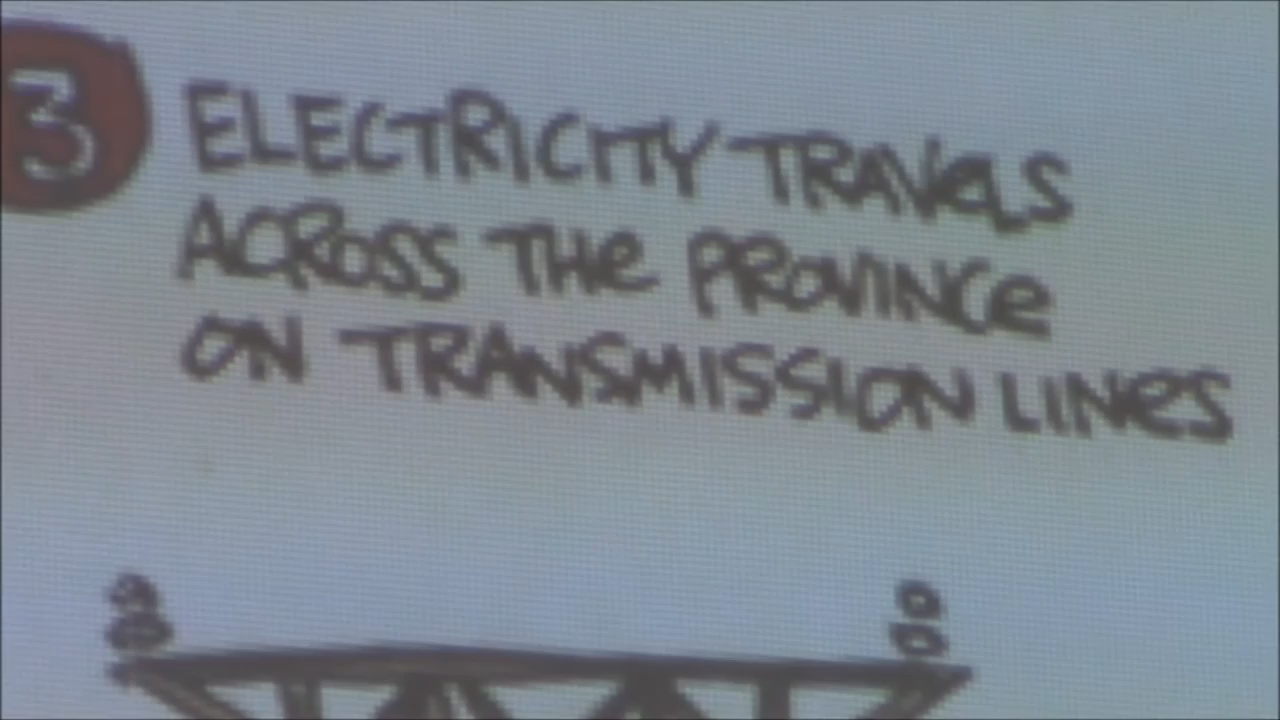 3 ELECTRICITY TRAVeLS
ACROSS THe PROVINCe
ON TRANSMISSION LINeS